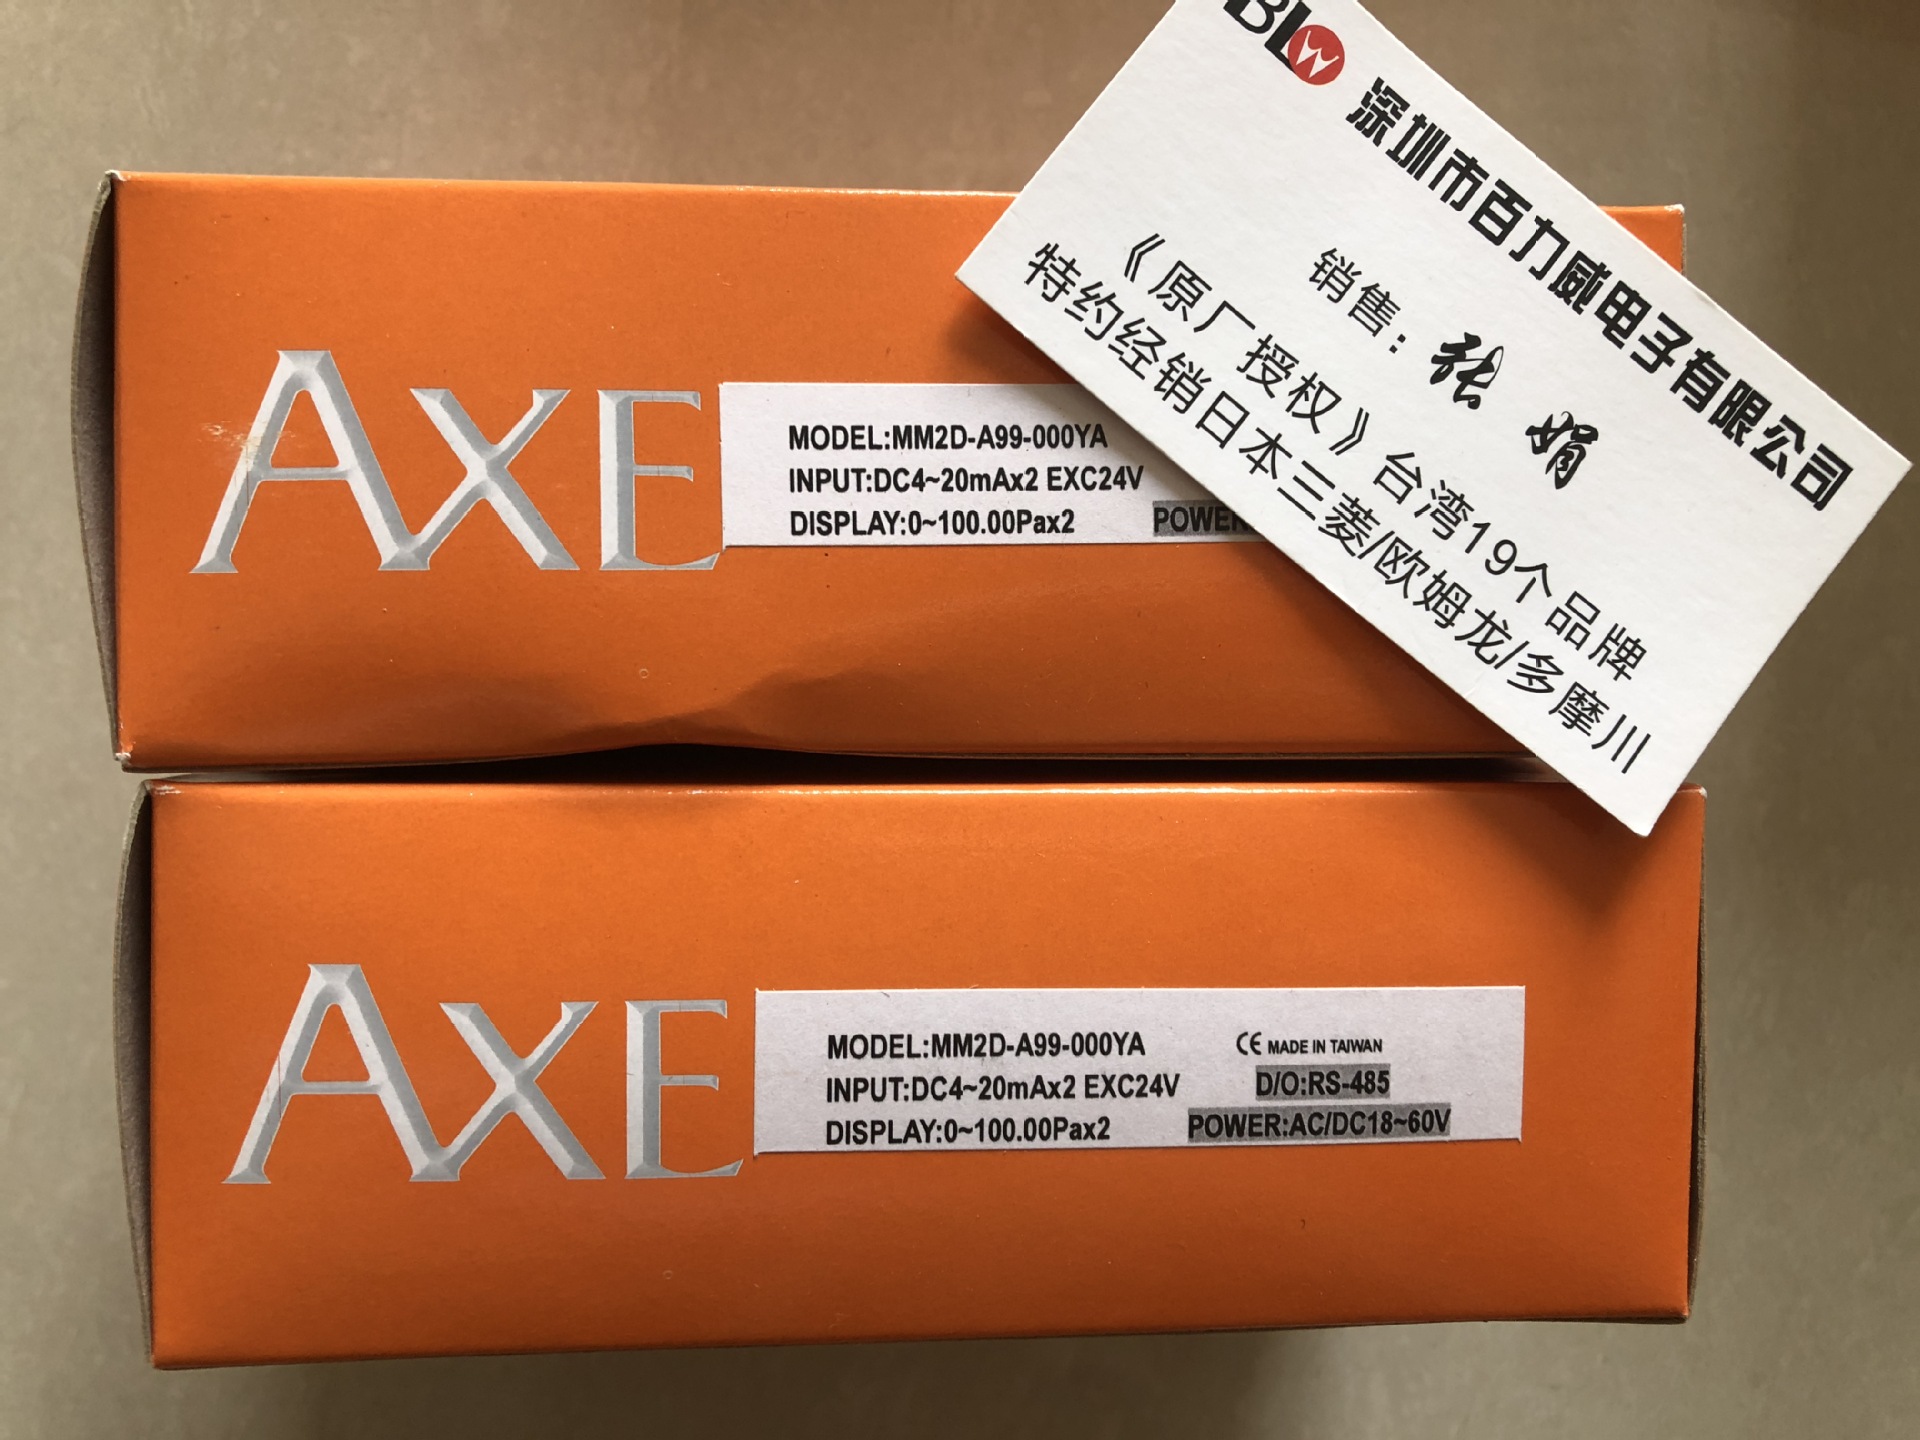 BLW
深圳市百力威电子有限公司
销售：张 娟
《原厂授权》台湾19个品牌
特约经销日本三菱/欧姆龙/多摩川
AXE
MODEL:MM2D-A99-000YA
INPUT:DC4~20mAx2 EXC24V
DISPLAY:0~100.00Pax2 POWER
AXE
MODEL:MM2D-A99-000YA CE MADE IN TAIWAN
INPUT:DC4~20mAx2 EXC24V D/O:RS-485
DISPLAY:0~100.00Pax2 POWER:AC/DC18~60V